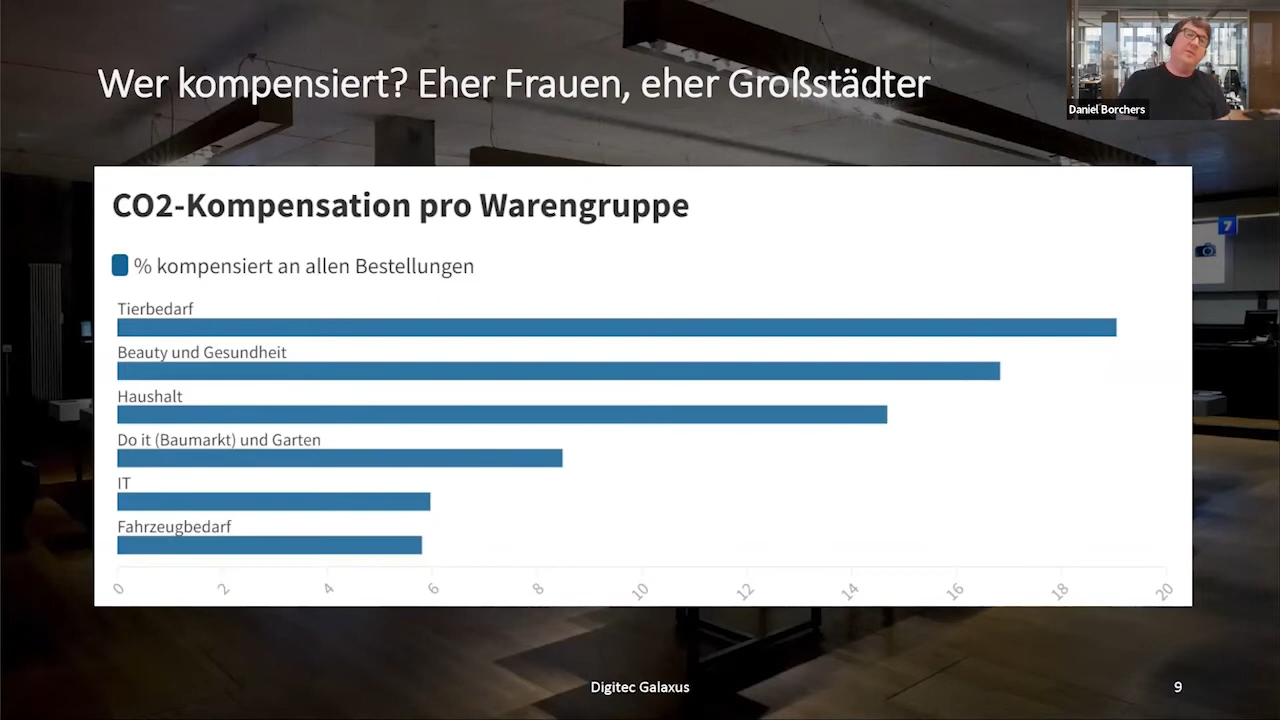 Wer kompensiert? Eher Frauen, eher Großstädter
Daniel Borchers
CO2-Kompensation pro Warengruppe
% kompensiert an allen Bestellungen
Tierbedarf
Beauty und Gesundheit
Haushalt
Do it (Baumarkt) und Garten
IT
Fahrzeugbedarf
0 2 4 6 8 10 12 14 16 18 20
7
Digitec Galaxus
9